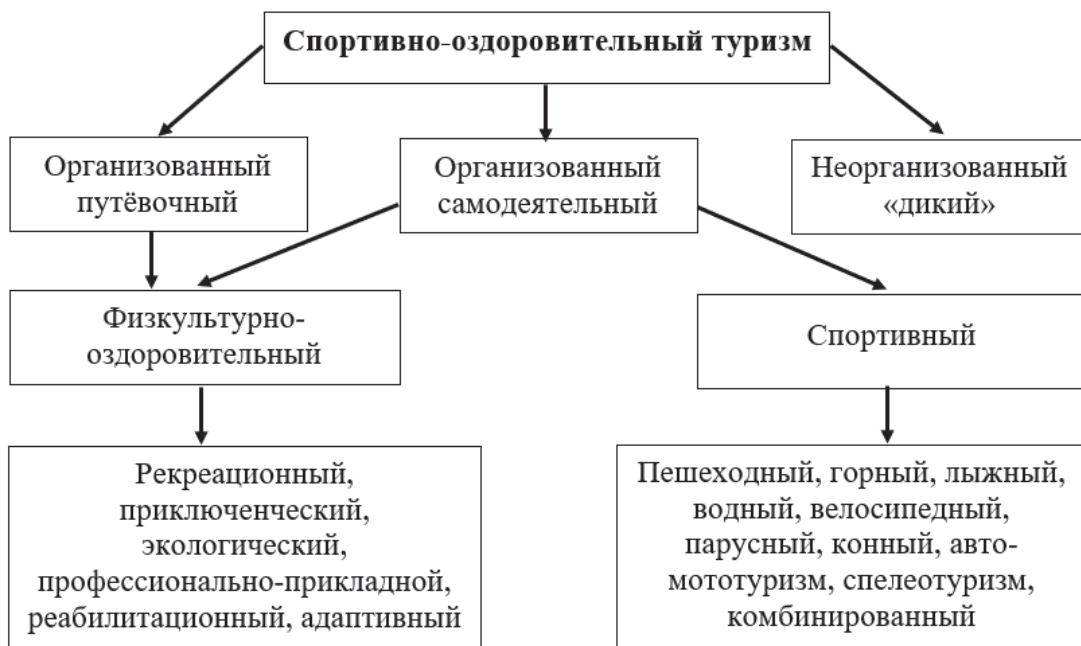 Спортивно-оздоровительный туризм
Организованный
путёвочный
Организованный
самодеятельный
Неорганизованный
«дикий»
Физкультурно-
оздоровительный
Спортивный
Рекреационный,
приключенческий,
экологический,
профессионально-прикладной,
реабилитационный, адаптивный
Пешеходный, горный, лыжный,
водный, велосипедный,
парусный, конный, авто-
мототуризм, спелеотуризм,
комбинированный